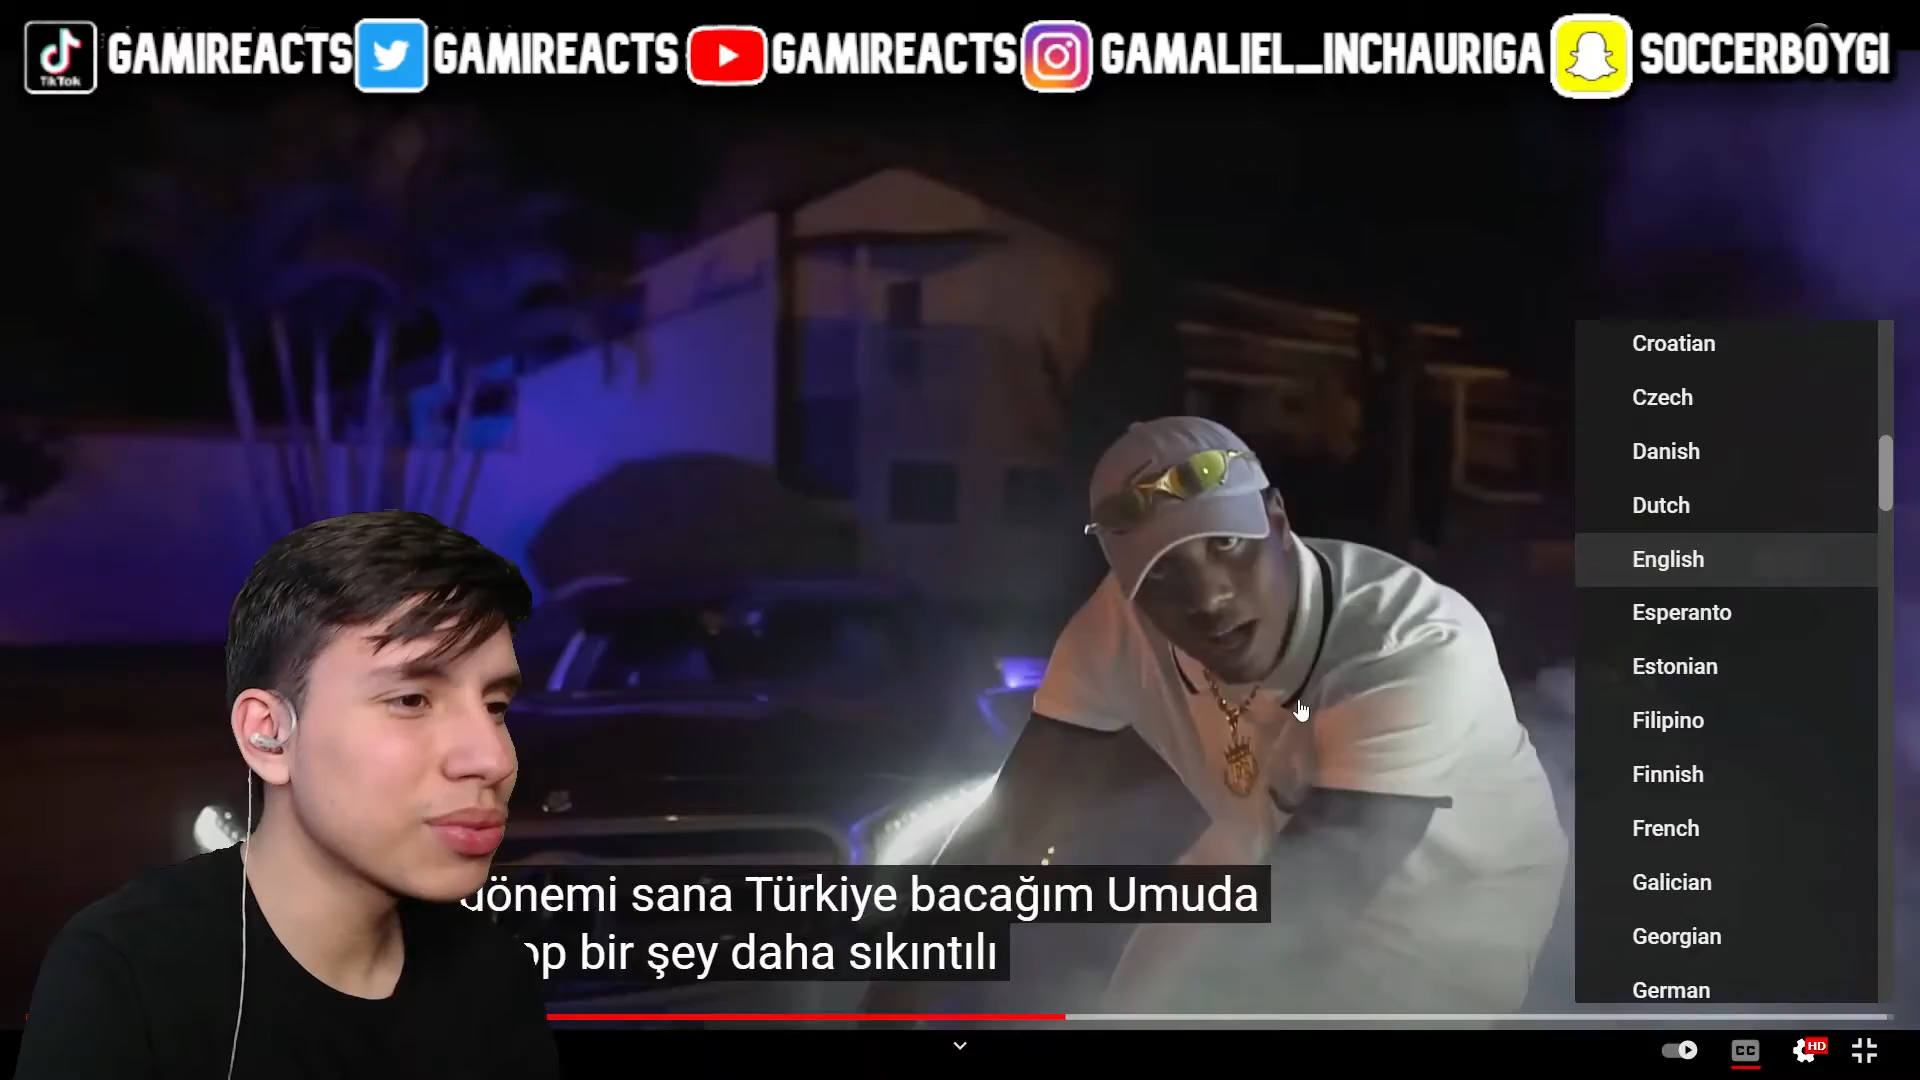 GAMIREACTS GAMIREACTS GAMIREACTS GAMALIEL_INCHAURIGA SOCCERBOYGI
TikTok
Croatian
Czech
Danish
Dutch
English
Esperanto
Estonian
Filipino
Finnish
French
Galician
Georgian
German
dönemi sana Türkiye bacağım Umuda
bir şey daha sıkıntılı
CC HD